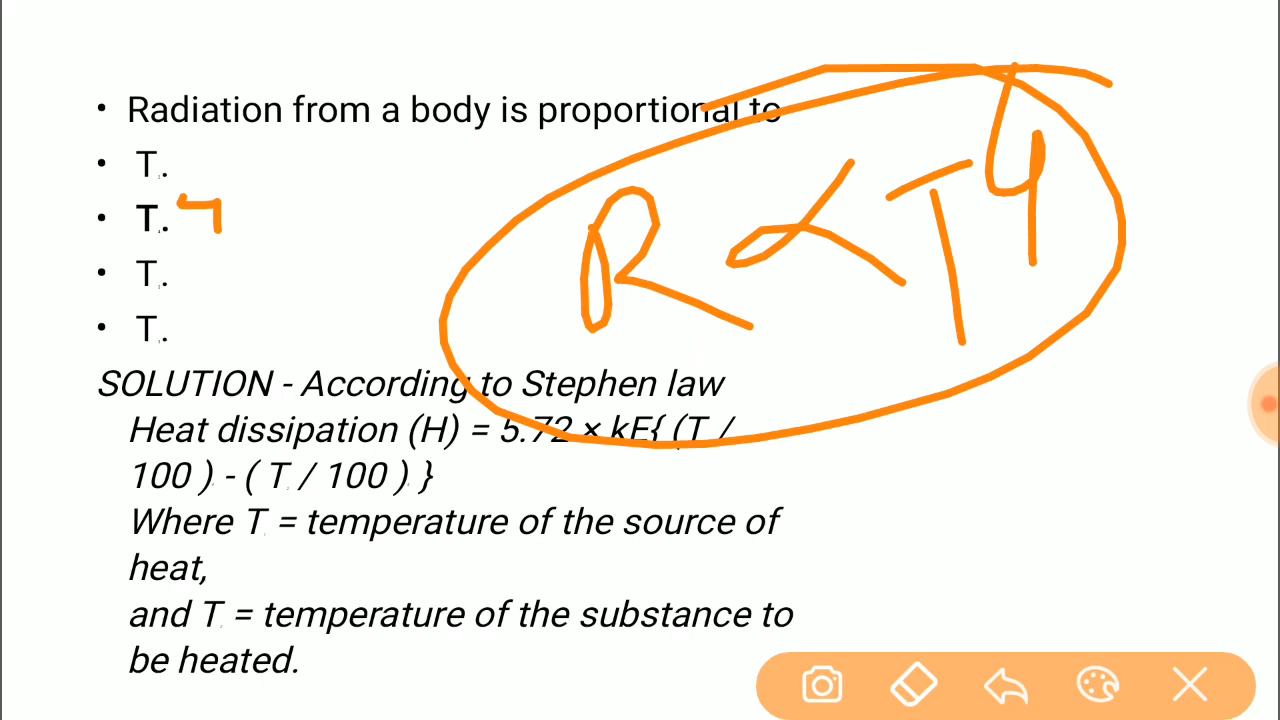 • Radiation from a body is proportional to
• T.
• T. 4
• T.
• T.
R ∝ T⁴
SOLUTION - According to Stephen law
Heat dissipation (H) = 5.72 × kE{ (T /
100 ) - ( T / 100 ) }
Where T = temperature of the source of
heat,
and T = temperature of the substance to
be heated.